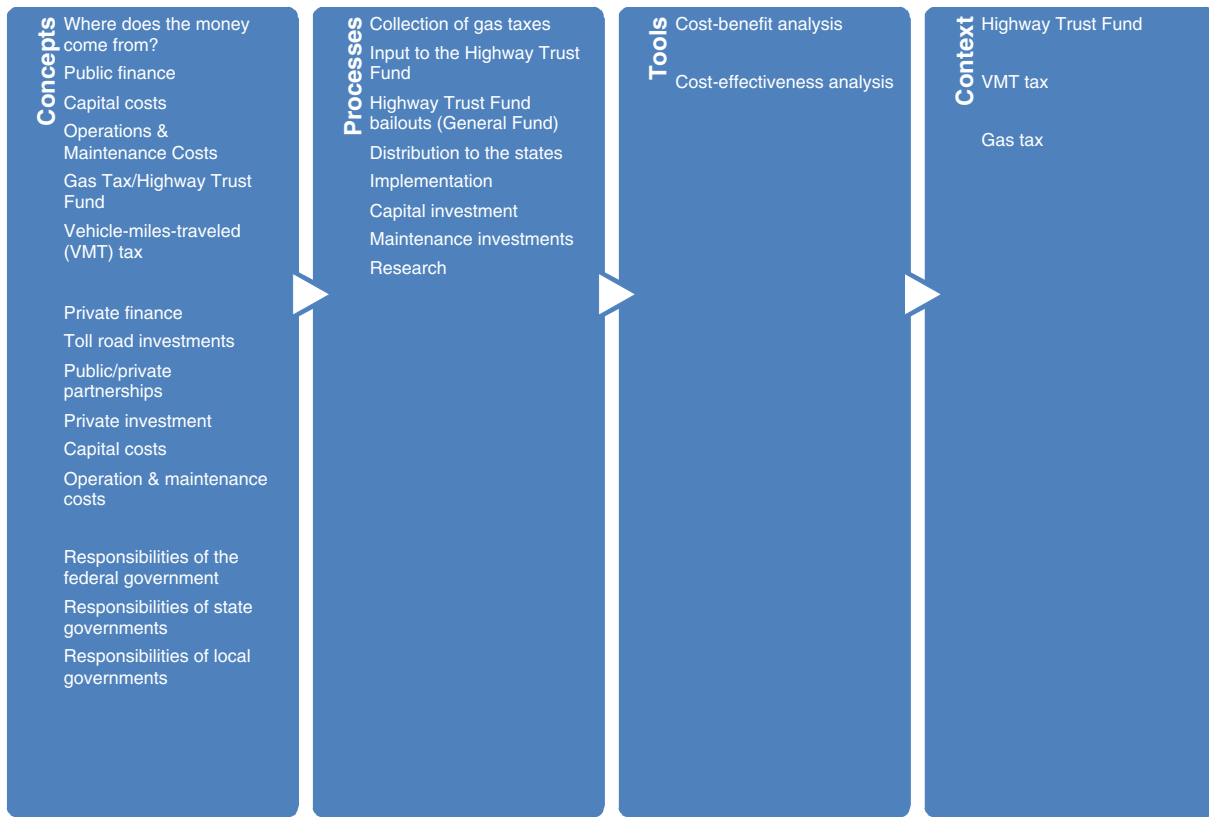 Concepts
Where does the money
come from?
Public finance
Capital costs
Operations &
Maintenance Costs
Gas Tax/Highway Trust
Fund
Vehicle-miles-traveled
(VMT) tax
Private finance
Toll road investments
Public/private
partnerships
Private investment
Capital costs
Operation & maintenance
costs
Responsibilities of the
federal government
Responsibilities of state
governments
Responsibilities of local
governments
Processes
Collection of gas taxes
Input to the Highway Trust
Fund
Highway Trust Fund
bailouts (General Fund)
Distribution to the states
Implementation
Capital investment
Maintenance investments
Research
Tools
Cost-benefit analysis
Cost-effectiveness analysis
Context
Highway Trust Fund
VMT tax
Gas tax